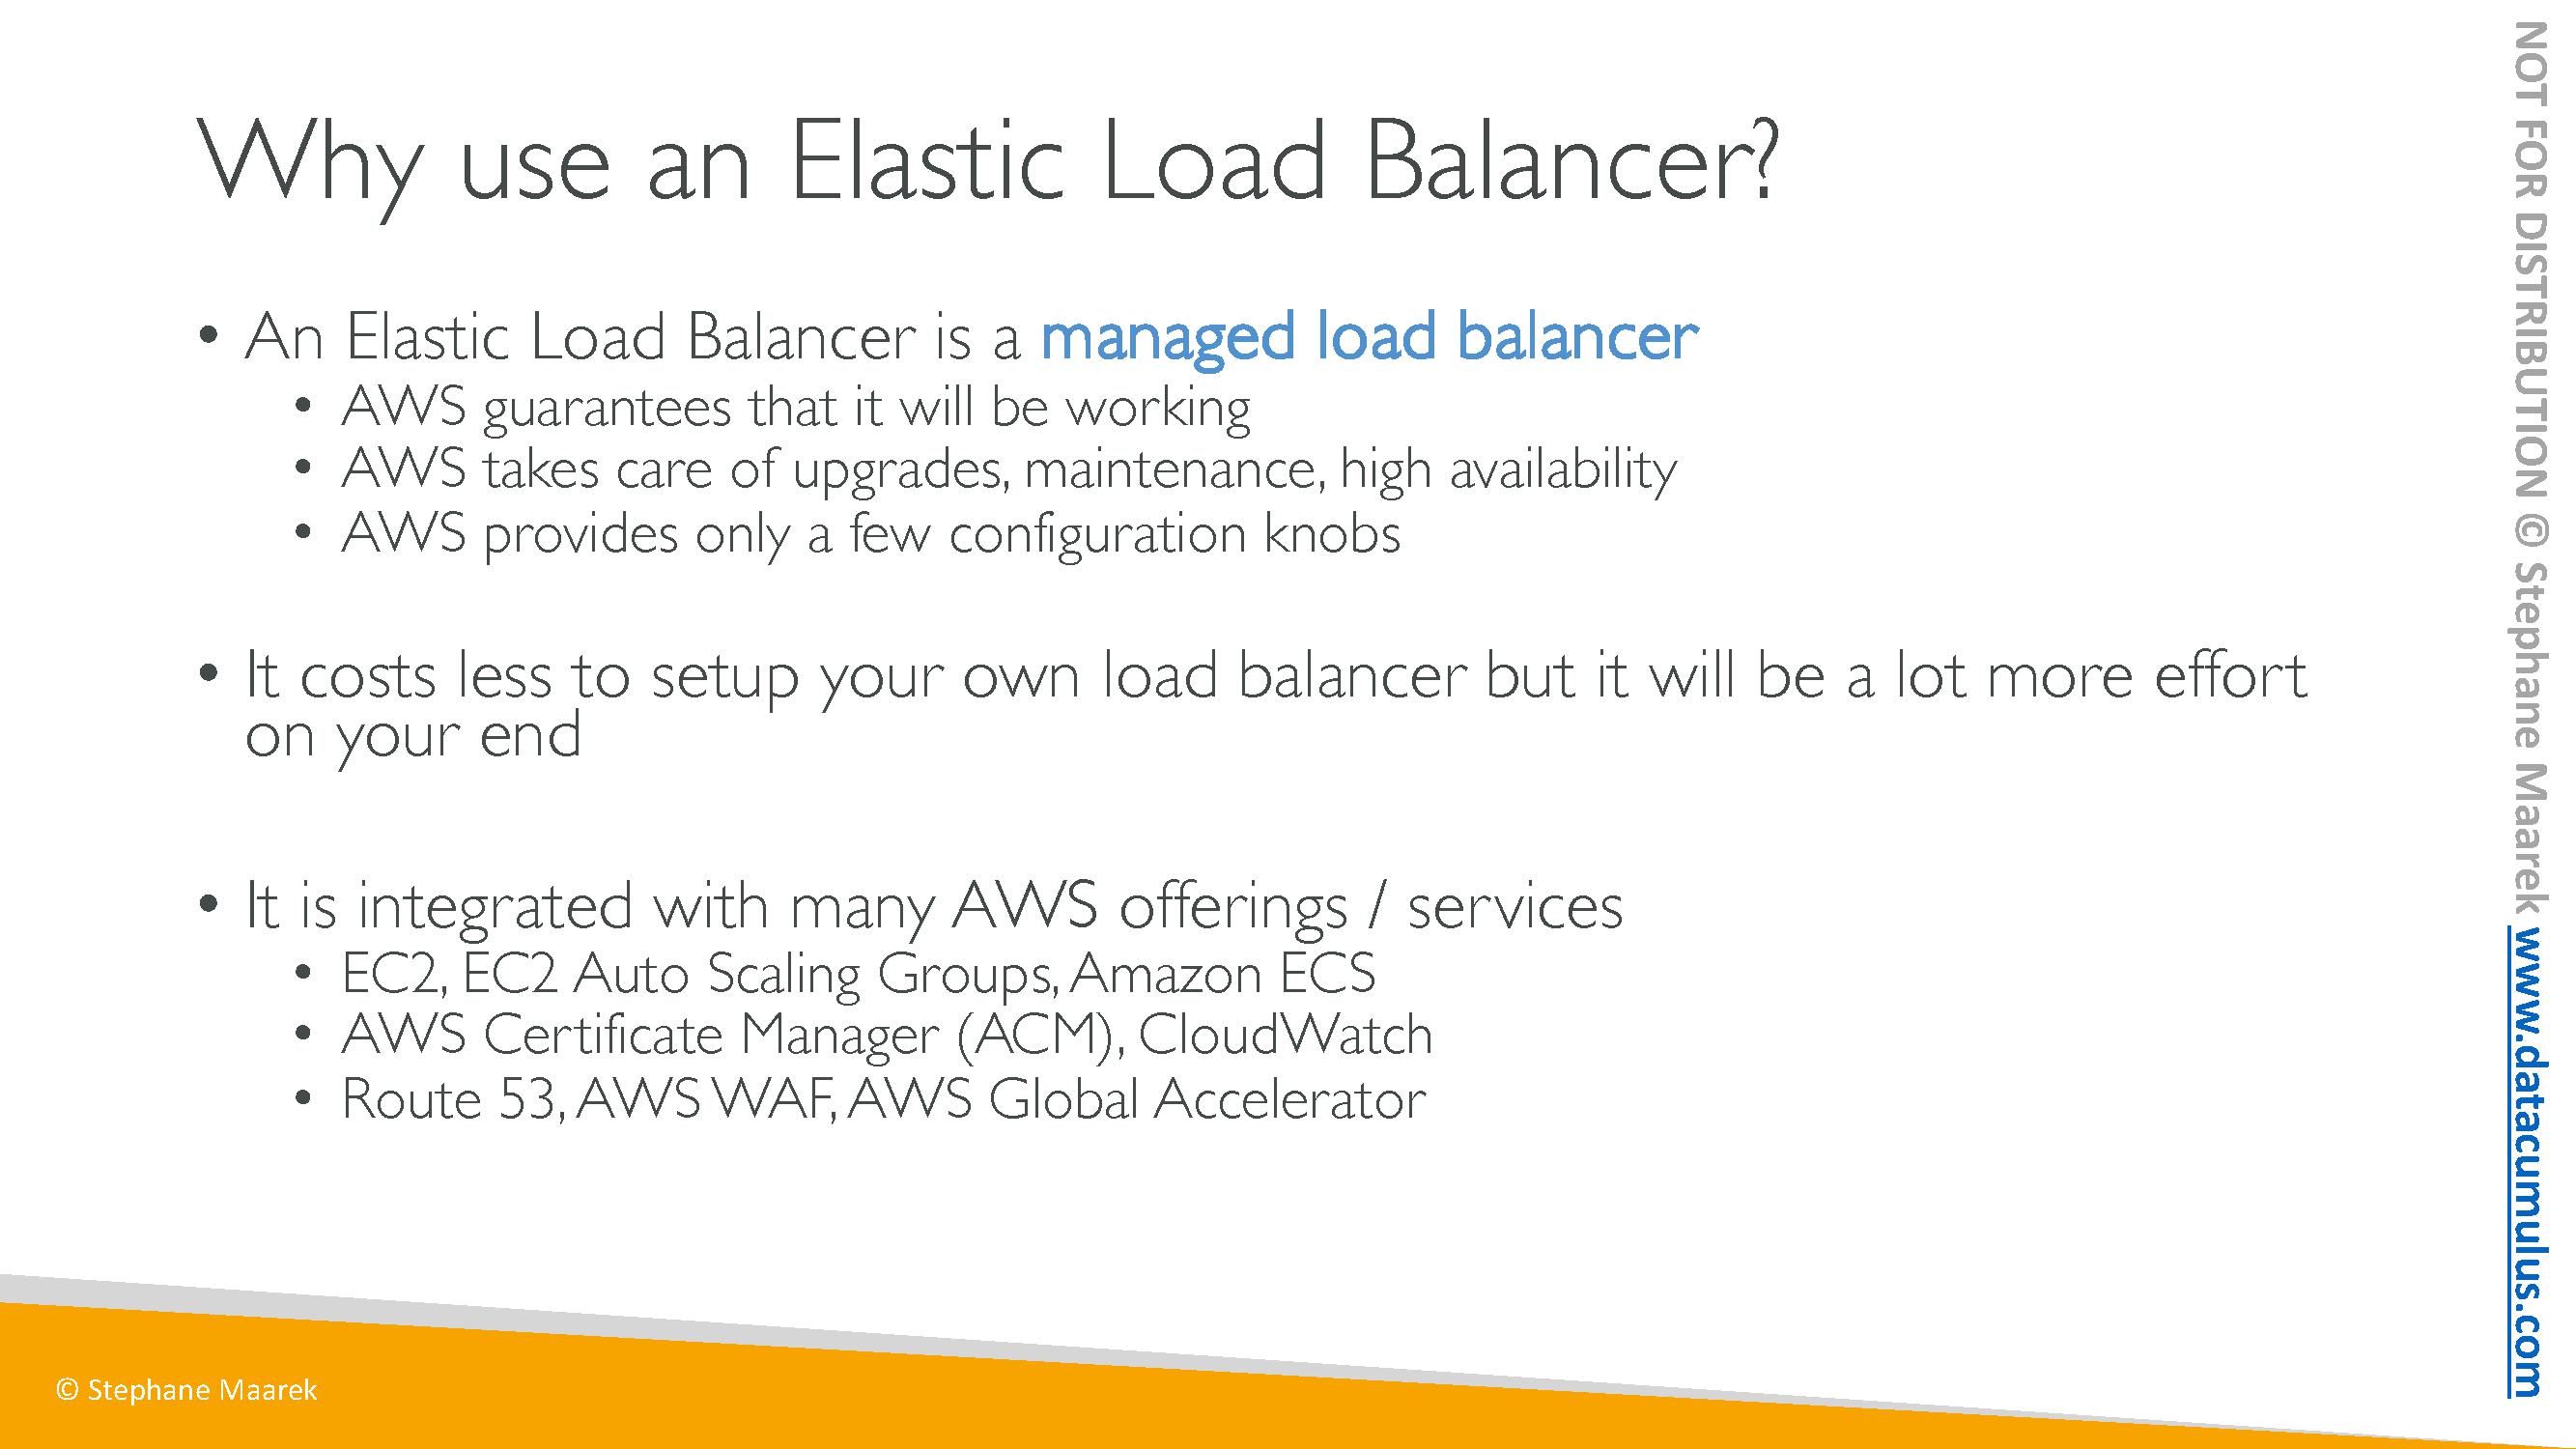 Why use an Elastic Load Balancer?
• An Elastic Load Balancer is a managed load balancer
• AWS guarantees that it will be working
• AWS takes care of upgrades, maintenance, high availability
• AWS provides only a few configuration knobs
• It costs less to setup your own load balancer but it will be a lot more effort
on your end
• It is integrated with many AWS offerings / services
• EC2, EC2 Auto Scaling Groups, Amazon ECS
• AWS Certificate Manager (ACM), CloudWatch
• Route 53, AWS WAF, AWS Global Accelerator
© Stephane Maarek
NOT FOR DISTRIBUTION © Stephane Maarek www.datacumulus.com